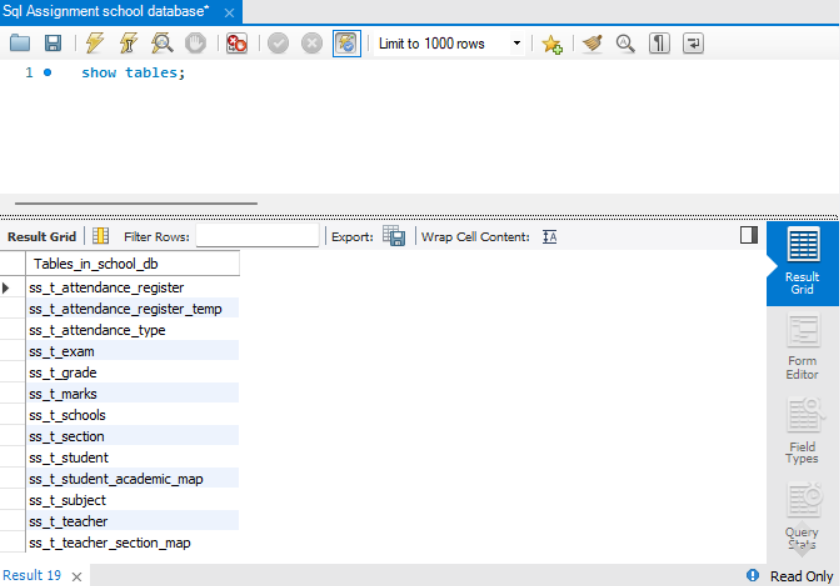 Sql Assignment school database* ×
Limit to 1000 rows
1 show tables;
Result Grid Filter Rows: Export: Wrap Cell Content: IA
Tables_in_school_db
ss_t_attendance_register
ss_t_attendance_register_temp
ss_t_attendance_type
ss_t_exam
ss_t_grade
ss_t_marks
ss_t_schools
ss_t_section
ss_t_student
ss_t_student_academic_map
ss_t_subject
ss_t_teacher
ss_t_teacher_section_map
Result
Grid
Form
Editor
Field
Types
Query
Stats
Result 19 × Read Only